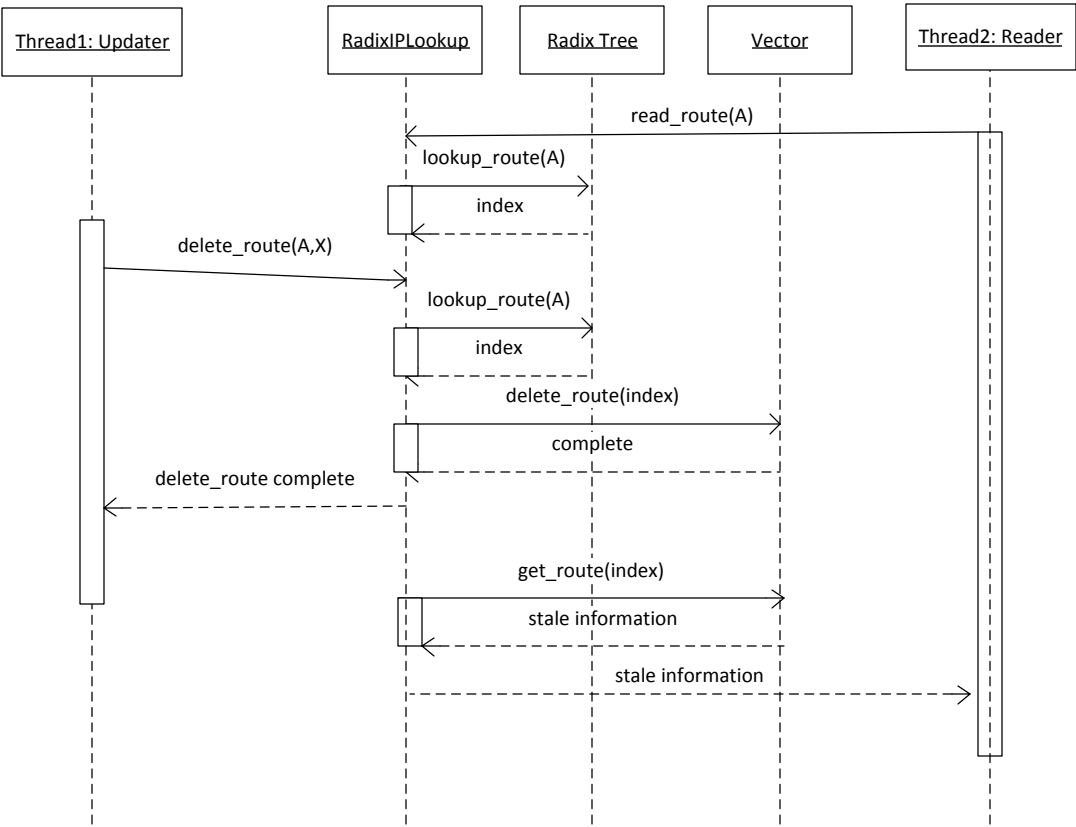 Thread1: Updater
RadixIPLookup
Radix Tree
Vector
Thread2: Reader
read_route(A)
lookup_route(A)
index
delete_route(A,X)
lookup_route(A)
index
delete_route(index)
complete
delete_route complete
get_route(index)
stale information
stale information